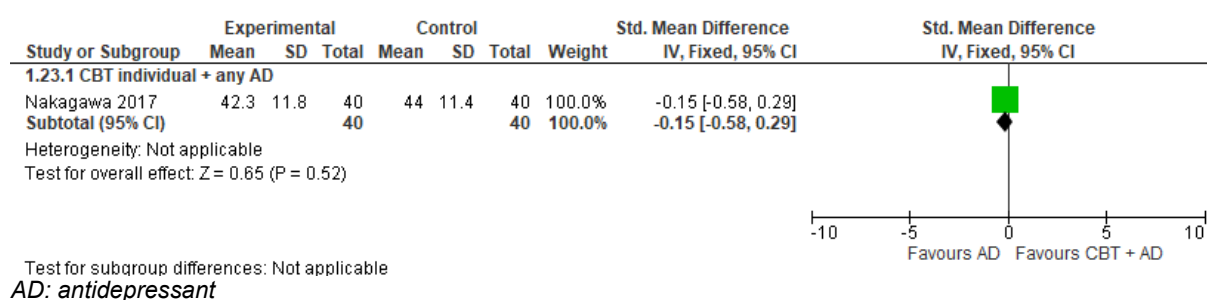 Experimental Control Std. Mean Difference Std. Mean Difference
Study or Subgroup Mean SD Total Mean SD Total Weight IV, Fixed, 95% CI IV, Fixed, 95% CI
1.23.1 CBT individual + any AD
Nakagawa 2017 42.3 11.8 40 44 11.4 40 100.0% -0.15 [-0.58, 0.29]
Subtotal (95% CI) 40 40 100.0% -0.15 [-0.58, 0.29]
Heterogeneity: Not applicable
Test for overall effect: Z = 0.65 (P = 0.52)
-10 -5 0 5 10
Favours AD Favours CBT + AD
Test for subgroup differences: Not applicable
AD: antidepressant